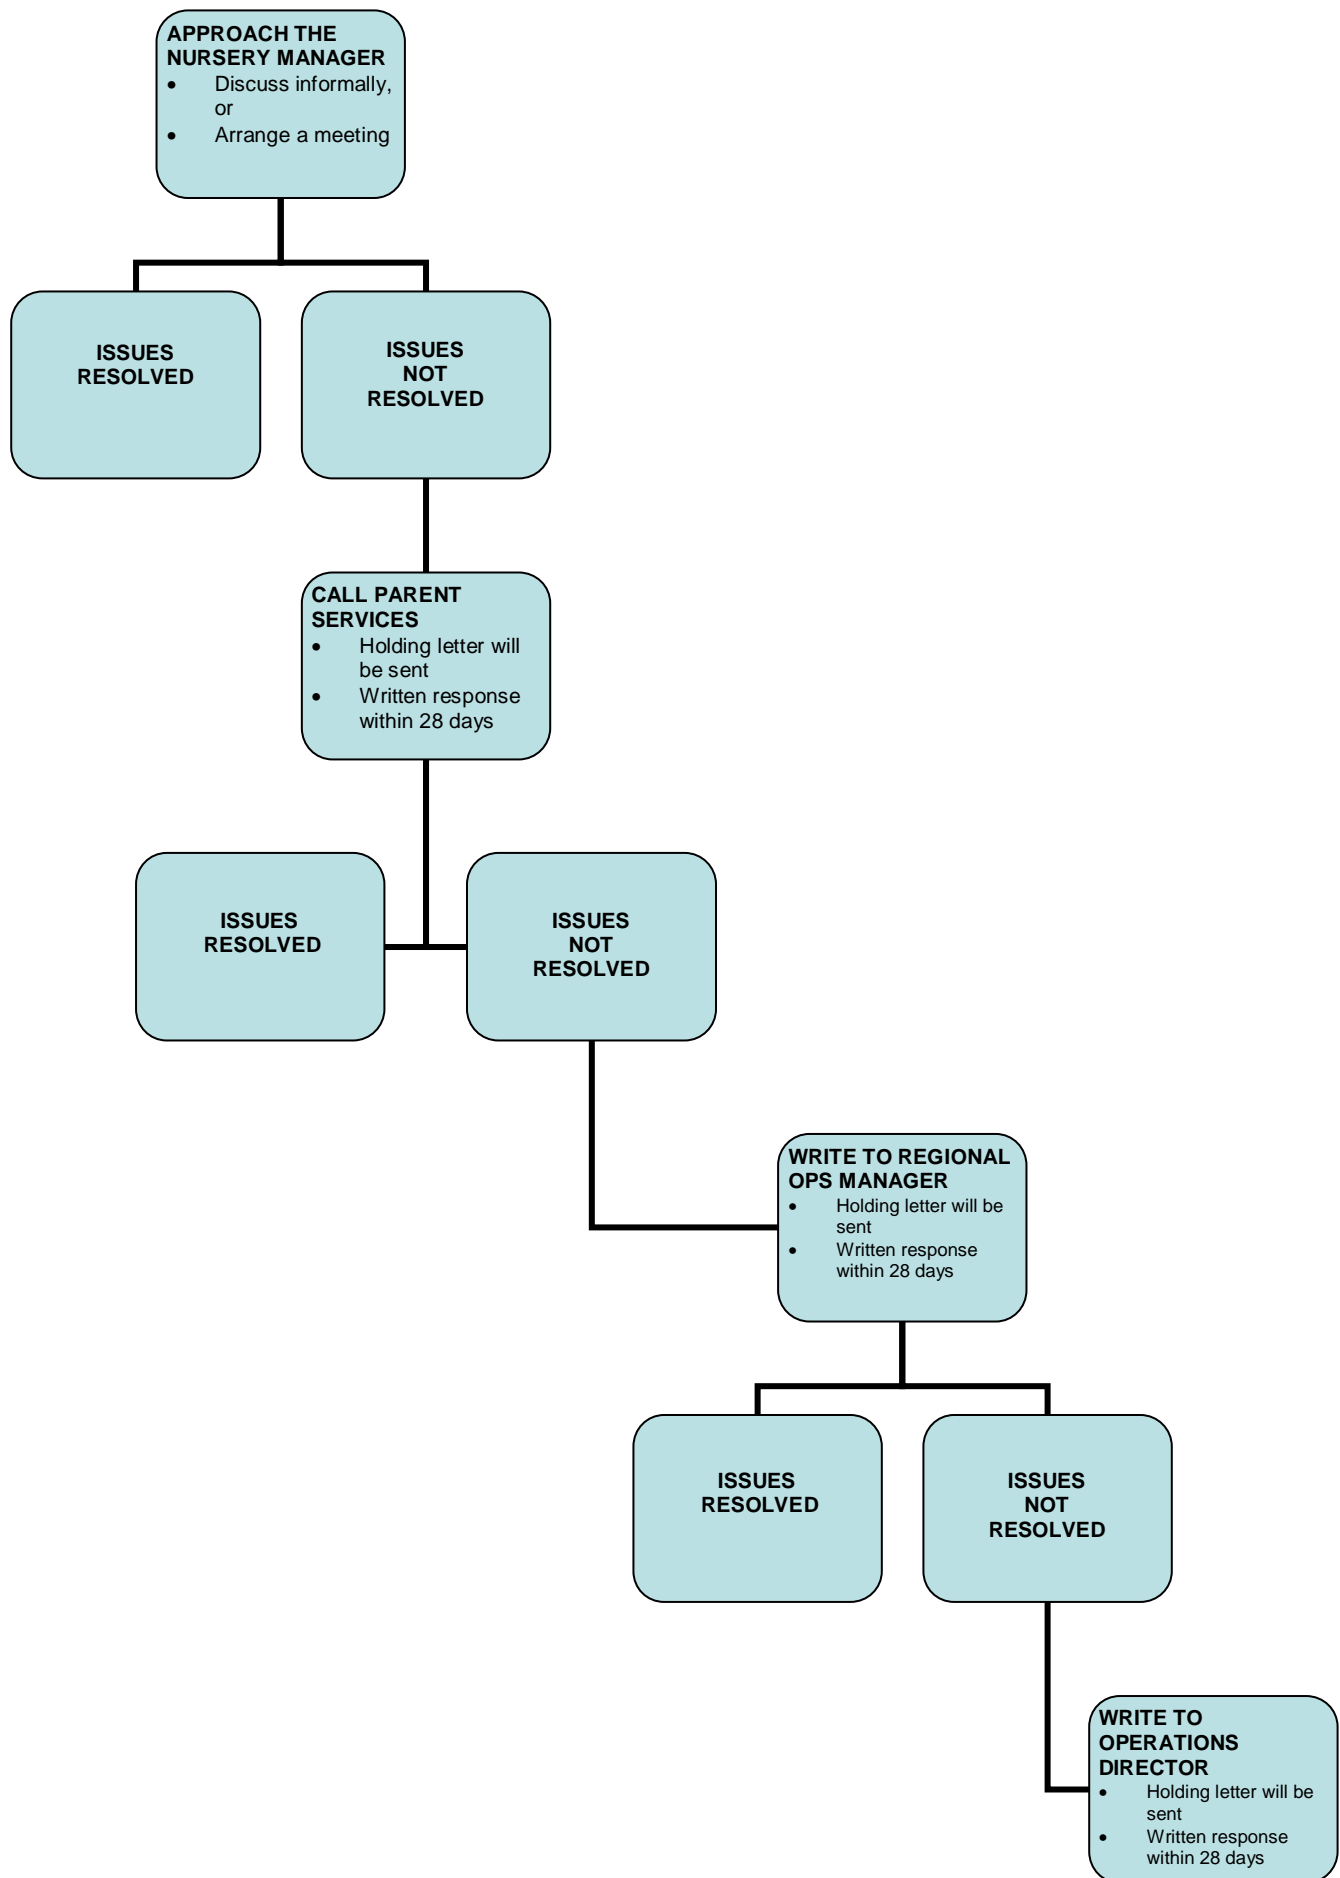 APPROACH THE
NURSERY MANAGER
• Discuss informally,
or
• Arrange a meeting
ISSUES
RESOLVED
ISSUES
NOT
RESOLVED
CALL PARENT
SERVICES
• Holding letter will
be sent
• Written response
within 28 days
ISSUES
RESOLVED
ISSUES
NOT
RESOLVED
WRITE TO REGIONAL
OPS MANAGER
• Holding letter will be
sent
• Written response
within 28 days
ISSUES
RESOLVED
ISSUES
NOT
RESOLVED
WRITE TO
OPERATIONS
DIRECTOR
• Holding letter will be
sent
• Written response
within 28 days